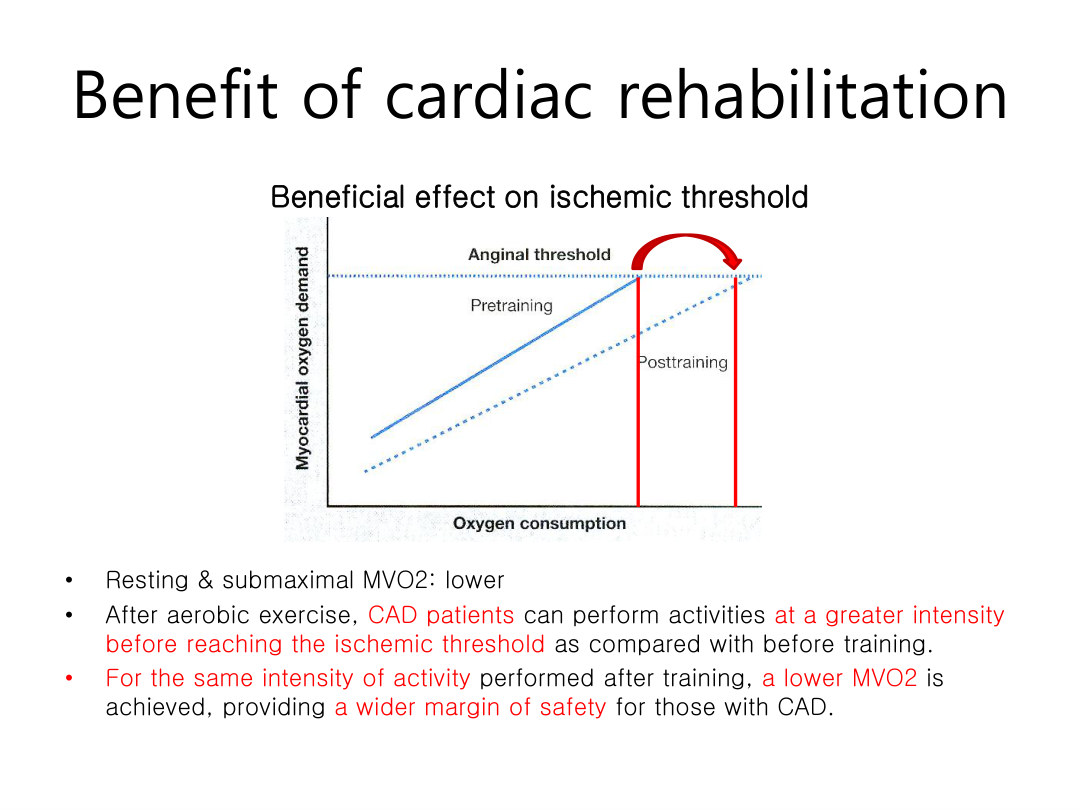 Benefit of cardiac rehabilitation
Beneficial effect on ischemic threshold
Anginal threshold
Pretraining
Posttraining
Myocardial oxygen demand
Oxygen consumption
• Resting & submaximal MVO2: lower
• After aerobic exercise, CAD patients can perform activities at a greater intensity
before reaching the ischemic threshold as compared with before training.
• For the same intensity of activity performed after training, a lower MVO2 is
achieved, providing a wider margin of safety for those with CAD.